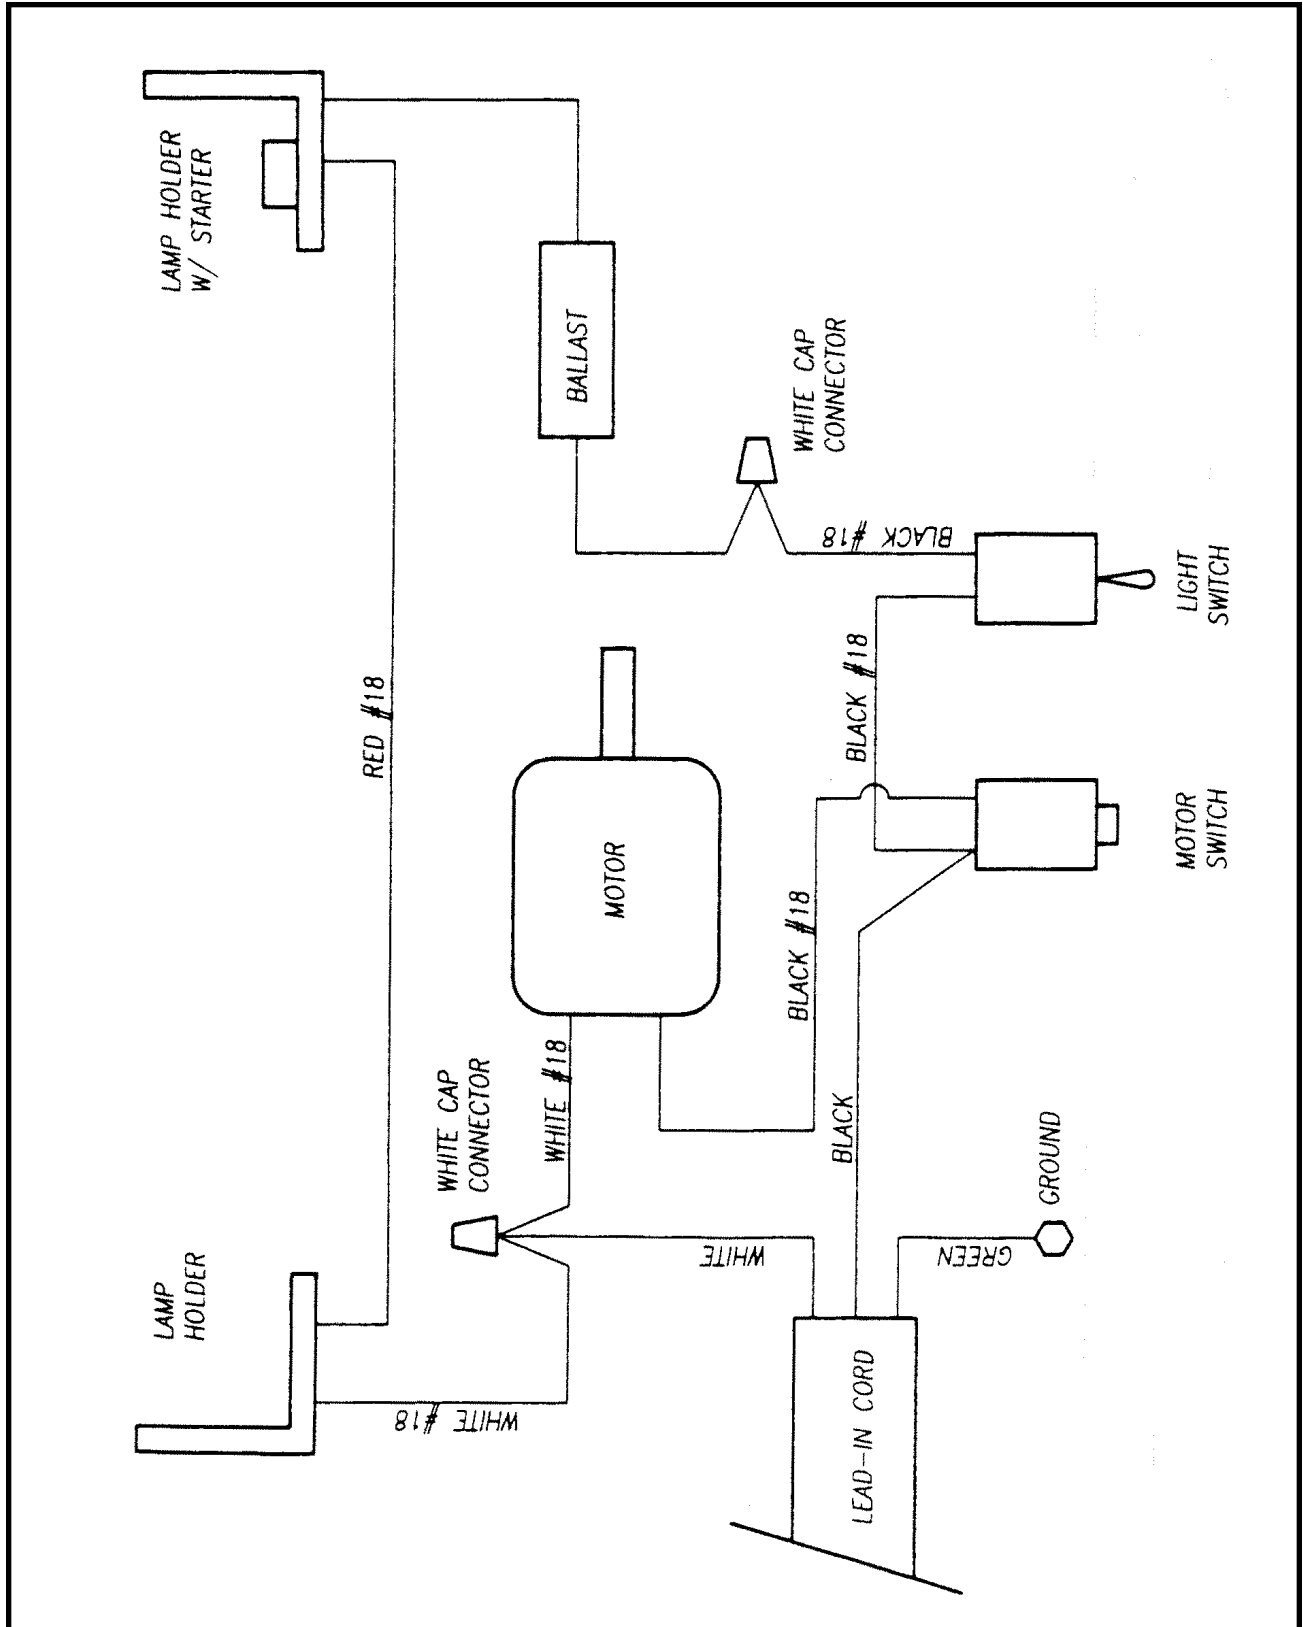 LAMP HOLDER
W/ STARTER
BALLAST
WHITE CAP
CONNECTOR
BLACK #18
LIGHT
SWITCH
BLACK #18
RED #18
MOTOR
MOTOR
SWITCH
BLACK #18
WHITE #18
WHITE CAP
CONNECTOR
BLACK
GROUND
GREEN
WHITE
LAMP
HOLDER
WHITE #18
LEAD-IN CORD